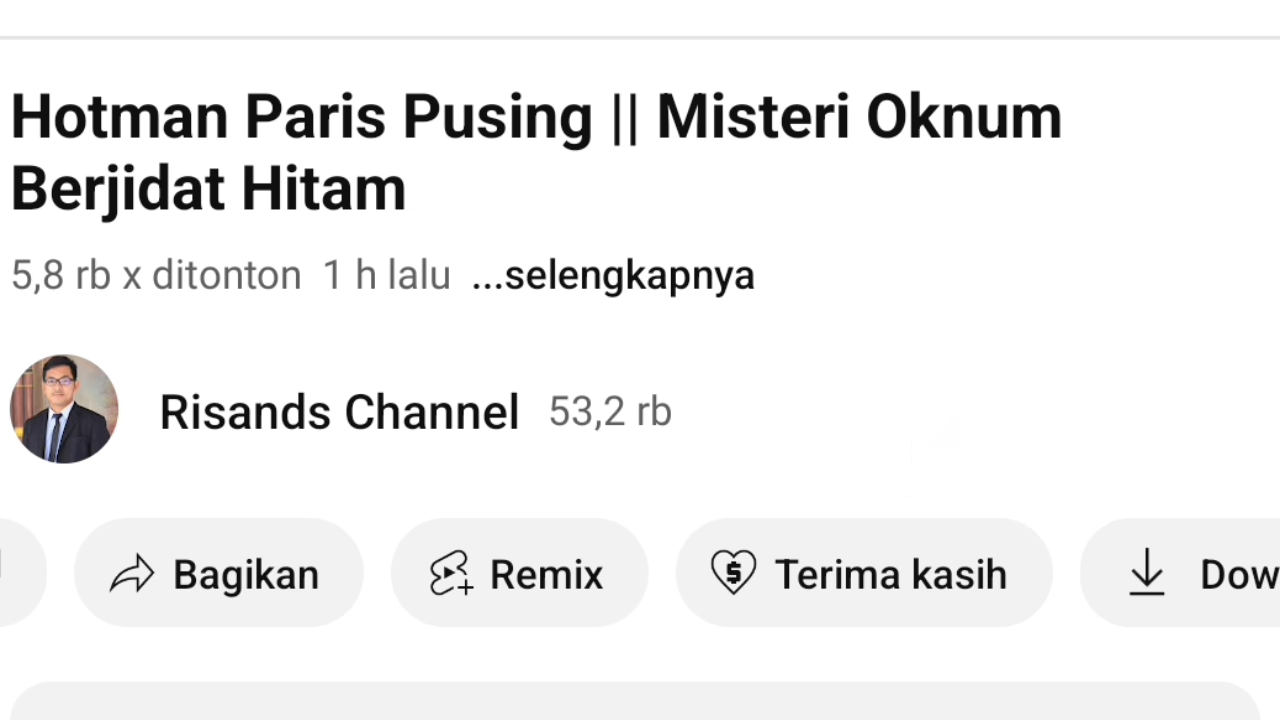 Hotman Paris Pusing || Misteri Oknum
Berjidat Hitam
5,8 rb x ditonton 1 h lalu ...selengkapnya
Risands Channel 53,2 rb
Bagikan Remix Terima kasih Dow